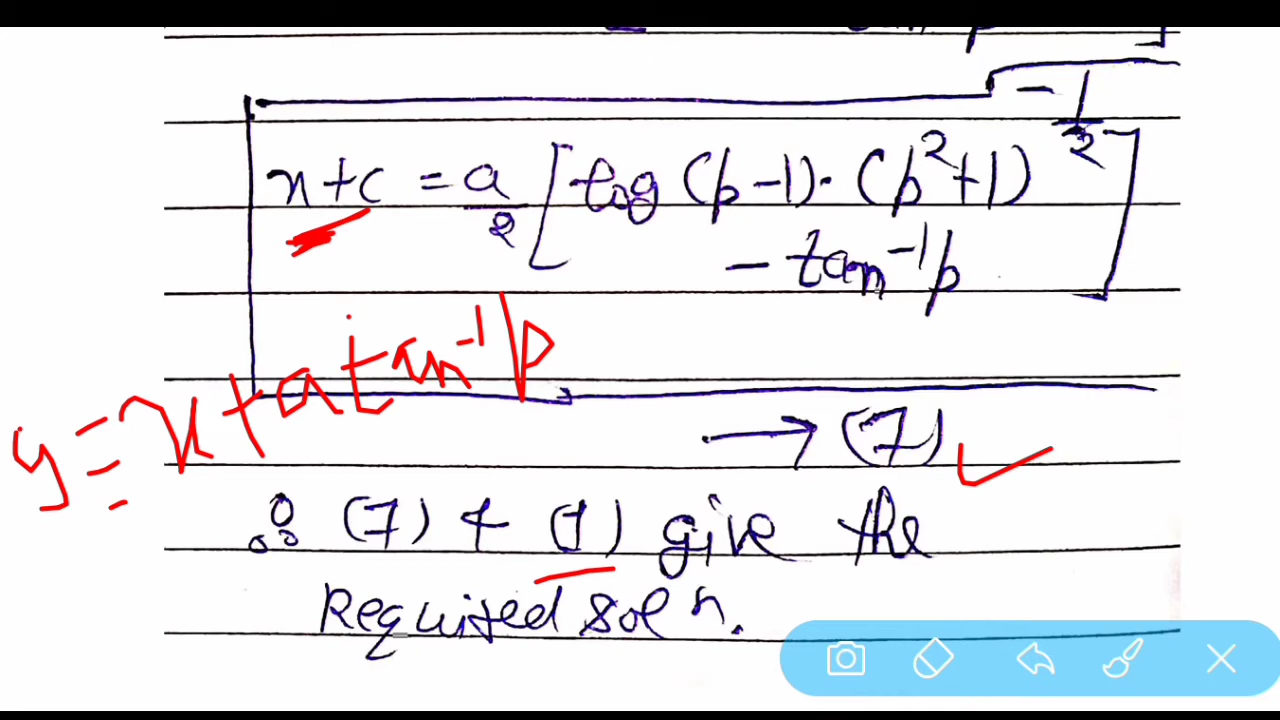 x+c = a/2 [log (p-1)·(p²+1)^-1/2
- tan⁻¹p]
y = x + a tan⁻¹p
→ (7)
∴ (7) & (1) give the
Required soln.